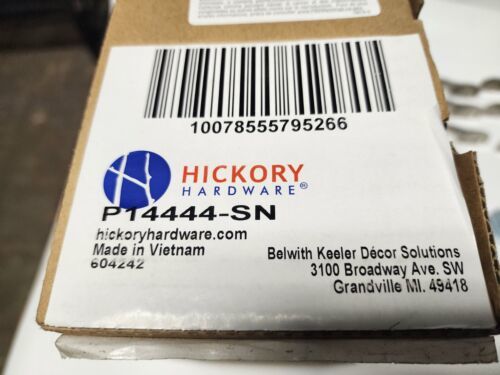 10078555795266
HICKORY
HARDWARE®
P14444-SN
hickoryhardware.com
Made in Vietnam
604242
Belwith Keeler Décor Solutions
3100 Broadway Ave. SW
Grandville MI. 49418